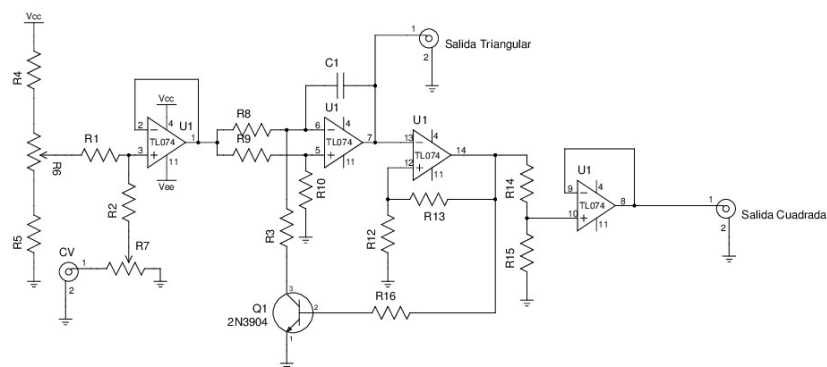 Vcc
R4
R6
R5
R1
R2
R7
CV
1
2
Vcc
U1
2
3
4
1
11
TL074
Vee
R8
R9
C1
U1
6
5
4
7
11
TL074
R10
R3
Q1
2N3904
3
2
1
R16
1
2
Salida Triangular
U1
13
12
4
14
11
TL074
R12
R13
R14
R15
U1
9
10
4
8
11
TL074
1
2
Salida Cuadrada